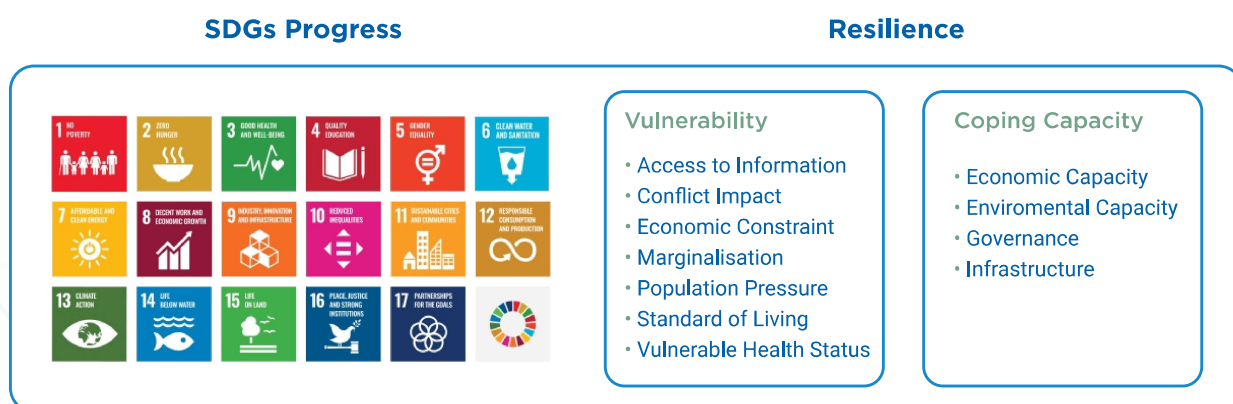 SDGs Progress
Resilience
1 NO
POVERTY
2 ZERO
HUNGER
3 GOOD HEALTH
AND WELL-BEING
4 QUALITY
EDUCATION
5 GENDER
EQUALITY
6 CLEAN WATER
AND SANITATION
7 AFFORDABLE AND
CLEAN ENERGY
8 DECENT WORK AND
ECONOMIC GROWTH
9 INDUSTRY, INNOVATION
AND INFRASTRUCTURE
10 REDUCED
INEQUALITIES
11 SUSTAINABLE CITIES
AND COMMUNITIES
12 RESPONSIBLE
CONSUMPTION
AND PRODUCTION
13 CLIMATE
ACTION
14 LIFE
BELOW WATER
15 LIFE
ON LAND
16 PEACE, JUSTICE
AND STRONG
INSTITUTIONS
17 PARTNERSHIPS
FOR THE GOALS
Vulnerability
• Access to Information
• Conflict Impact
• Economic Constraint
• Marginalisation
• Population Pressure
• Standard of Living
• Vulnerable Health Status
Coping Capacity
• Economic Capacity
• Enviromental Capacity
• Governance
• Infrastructure